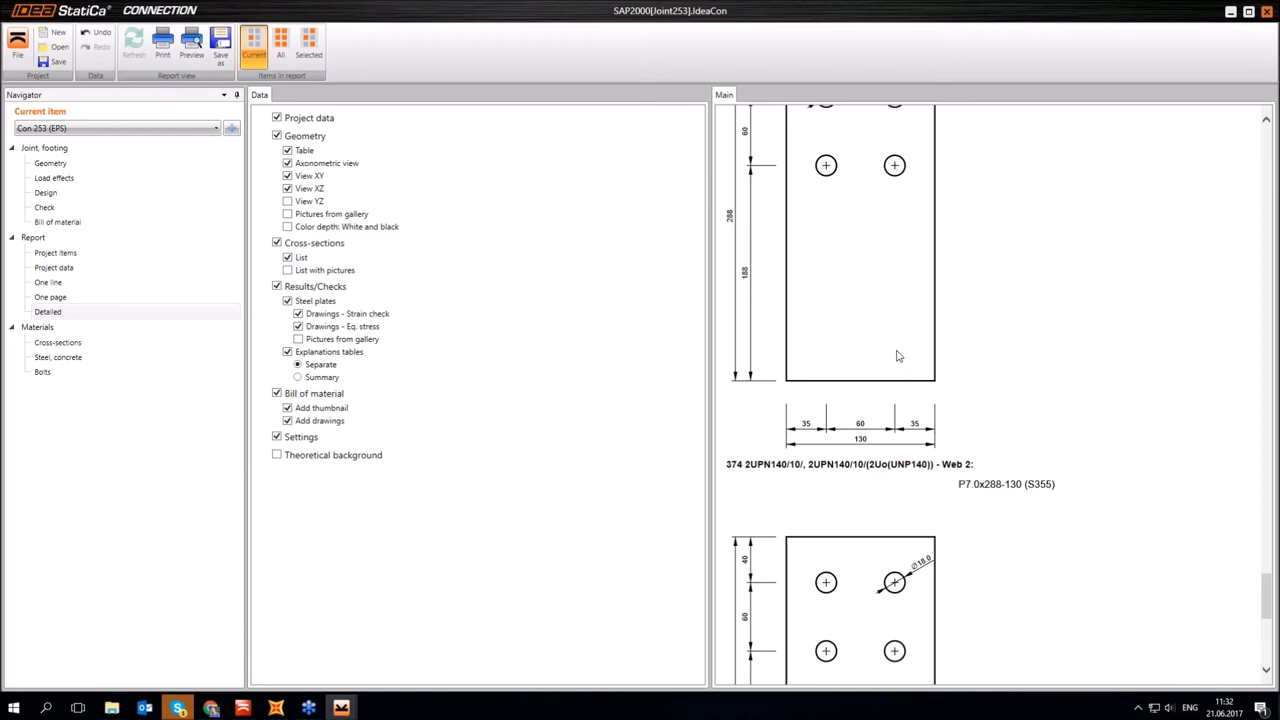 IDEA StatiCa® CONNECTION
SAP2000[Joint253].IdeaCon
File
New
Open
Save
Undo
Redo
Refresh
Print
Preview
Save as
Current
All
Selected
Project
Data
Report view
Items in report
Navigator
Current item
Con 253 (EPS)
Joint, footing
Geometry
Load effects
Design
Check
Bill of material
Report
Project items
Project data
One line
One page
Detailed
Materials
Cross-sections
Steel, concrete
Bolts
Data
Project data
Geometry
Table
Axonometric view
View XY
View XZ
View YZ
Pictures from gallery
Color depth: White and black
Cross-sections
List
List with pictures
Results/Checks
Steel plates
Drawings - Strain check
Drawings - Eq. stress
Pictures from gallery
Explanations tables
Separate
Summary
Bill of material
Add thumbnail
Add drawings
Settings
Theoretical background
Main
60
288
188
35 60 35
130
374 2UPN140/10/, 2UPN140/10/(2Uo(UNP140)) - Web 2:
P7.0x288-130 (S355)
40
Ø18.0
60
ENG
11:32
21.06.2017